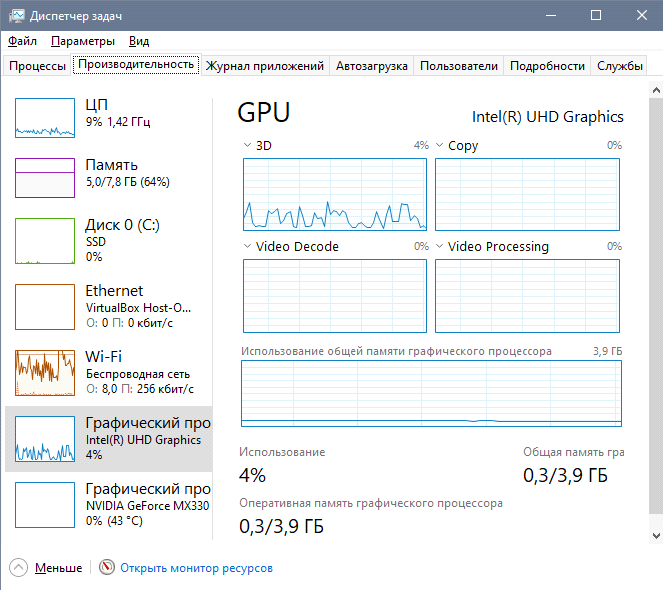 Диспетчер задач
Файл Параметры Вид
Процессы Производительность Журнал приложений Автозагрузка Пользователи Подробности Службы
ЦП
9% 1,42 ГГц
Память
5,0/7,8 ГБ (64%)
Диск 0 (C:)
SSD
0%
Ethernet
VirtualBox Host-O...
О: 0 П: 0 кбит/с
Wi-Fi
Беспроводная сеть
О: 8,0 П: 256 кбит/с
Графический про
Intel(R) UHD Graphics
4%
Графический про
NVIDIA GeForce MX330
0% (43 °C)
GPU
Intel(R) UHD Graphics
3D 4%
Copy 0%
Video Decode 0%
Video Processing 0%
Использование общей памяти графического процессора 3,9 ГБ
Использование
4%
Общая память гра
0,3/3,9 ГБ
Оперативная память графического процессора
0,3/3,9 ГБ
Меньше
Открыть монитор ресурсов